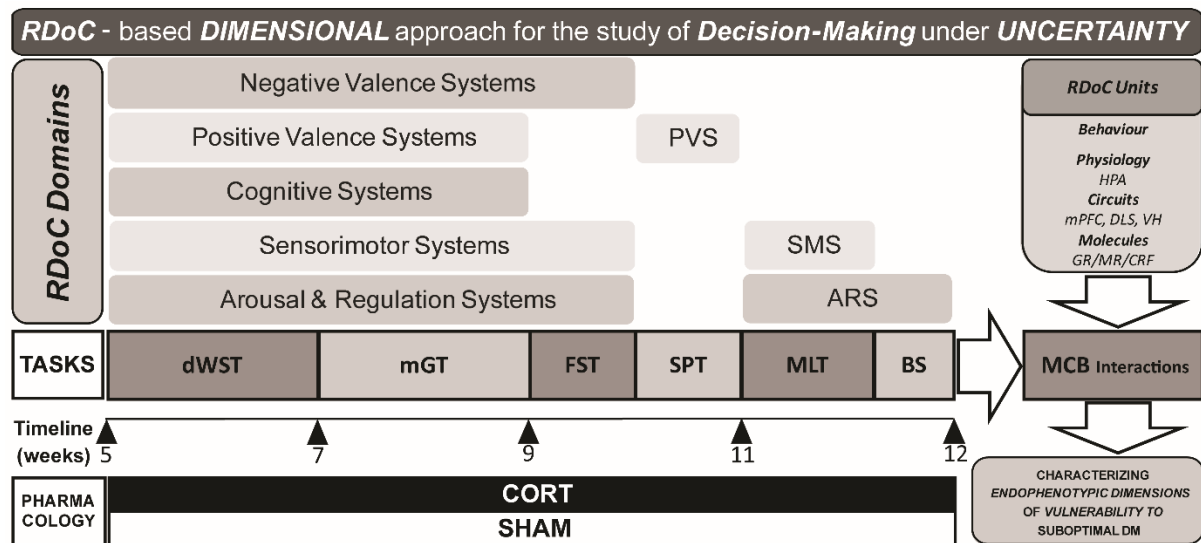 RDoC - based DIMENSIONAL approach for the study of Decision-Making under UNCERTAINTY
RDoC Domains
Negative Valence Systems
Positive Valence Systems
PVS
Cognitive Systems
Sensorimotor Systems
SMS
Arousal & Regulation Systems
ARS
RDoC Units
Behaviour
Physiology
HPA
Circuits
mPFC, DLS, VH
Molecules
GR/MR/CRF
TASKS
dWST
mGT
FST
SPT
MLT
BS
MCB Interactions
Timeline
(weeks)
5
7
9
11
12
PHARMA
COLOGY
CORT
SHAM
CHARACTERIZING
ENDOPHENOTYPIC DIMENSIONS
OF VULNERABILITY TO
SUBOPTIMAL DM